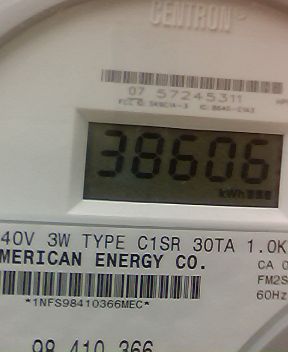 CENTRON
07 57245311
38606
kWh
40V 3W TYPE C1SR 30TA 1.0K
MERICAN ENERGY CO.
CA 0
FM2S
60Hz
*1NFS98410366MEC*
98 410 366